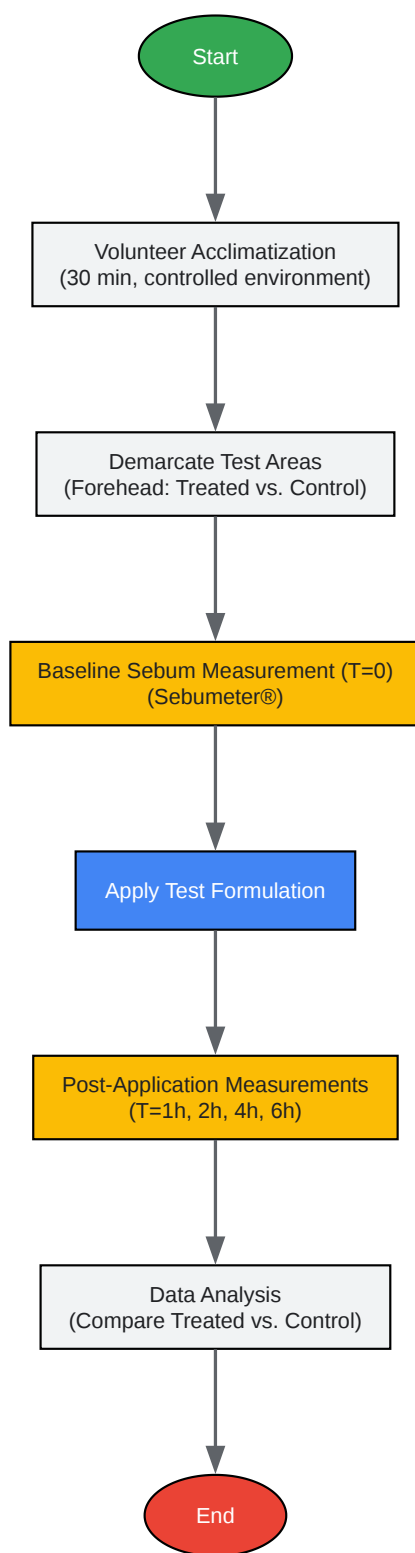 Start
Volunteer Acclimatization
(30 min, controlled environment)
Demarcate Test Areas
(Forehead: Treated vs. Control)
Baseline Sebum Measurement (T=0)
(Sebumeter®)
Apply Test Formulation
Post-Application Measurements
(T=1h, 2h, 4h, 6h)
Data Analysis
(Compare Treated vs. Control)
End